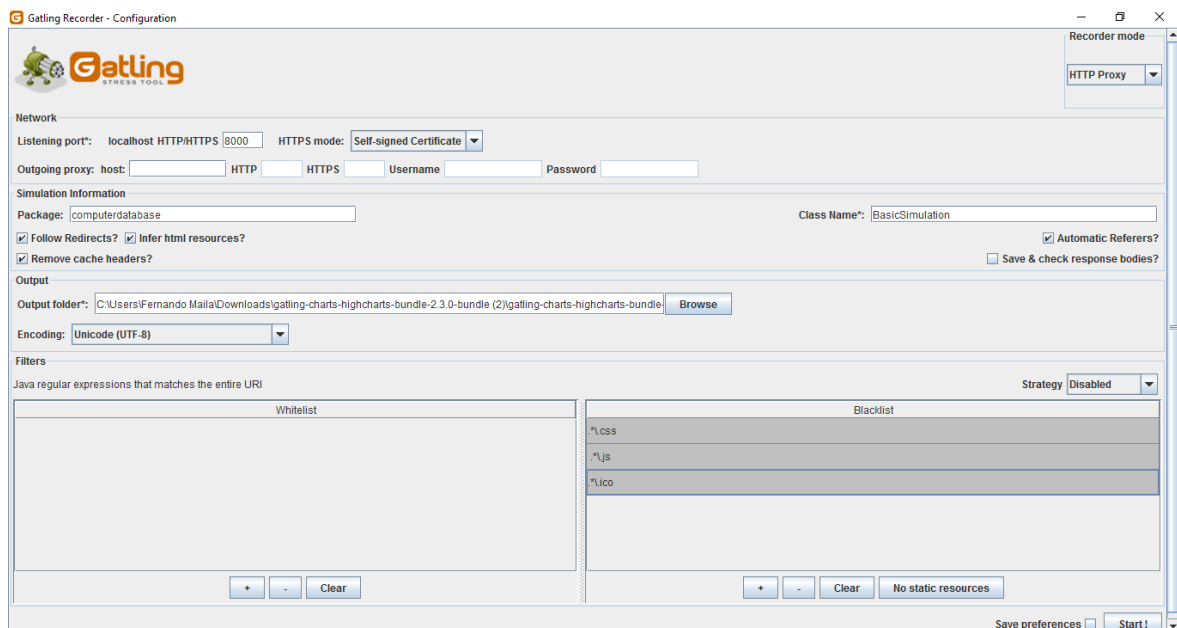 Gatling Recorder - Configuration
Gatling
STRESS TOOL
Recorder mode
HTTP Proxy
Network
Listening port*: localhost HTTP/HTTPS 8000 HTTPS mode: Self-signed Certificate
Outgoing proxy: host: HTTP HTTPS Username Password
Simulation Information
Package: computerdatabase Class Name*: BasicSimulation
Follow Redirects? Infer html resources? Automatic Referers?
Remove cache headers? Save & check response bodies?
Output
Output folder*: C:\Users\Fernando Maila\Downloads\gatling-charts-highcharts-bundle-2.3.0-bundle (2)\gatling-charts-highcharts-bundle- Browse
Encoding: Unicode (UTF-8)
Filters
Java regular expressions that matches the entire URI Strategy Disabled
Whitelist Blacklist
.*\.css
.*\.js
.*\.ico
+ - Clear + - Clear No static resources
Save preferences Start !